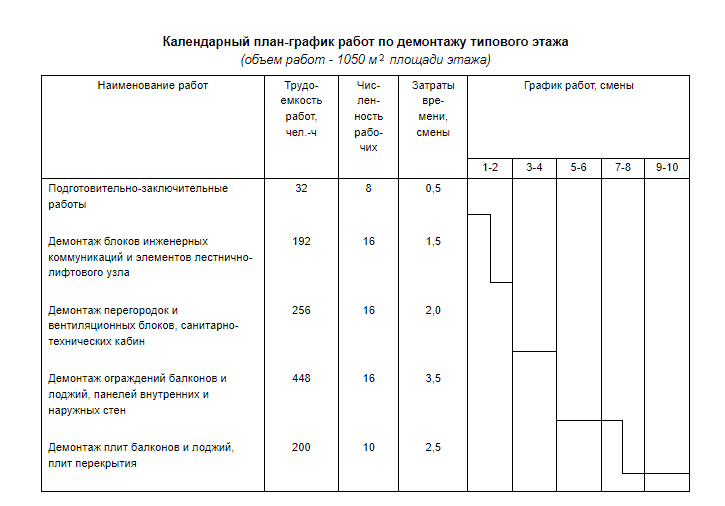 Календарный план-график работ по демонтажу типового этажа
(объем работ - 1050 м2 площади этажа)
Наименование работ
Трудо-
емкость
работ,
чел.-ч
Чис-
лен-
ность
рабо-
чих
Затраты
вре-
мени,
смены
График работ, смены
1-2 3-4 5-6 7-8 9-10
Подготовительно-заключительные 32 8 0,5
работы
Демонтаж блоков инженерных 192 16 1,5
коммуникаций и элементов лестнично-
лифтового узла
Демонтаж перегородок и 256 16 2,0
вентиляционных блоков, санитарно-
технических кабин
Демонтаж ограждений балконов и 448 16 3,5
лоджий, панелей внутренних и
наружных стен
Демонтаж плит балконов и лоджий, 200 10 2,5
плит перекрытия